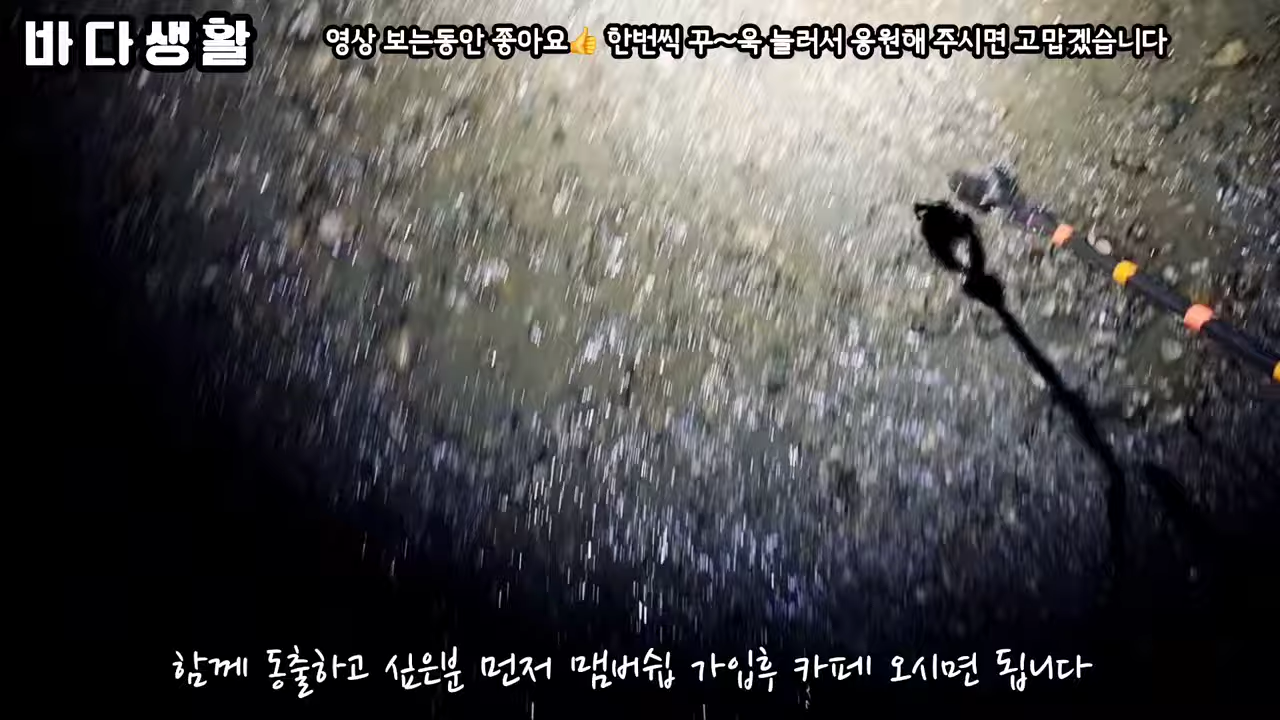 바다생활
영상 보는동안 좋아요👍 한번씩 꾸~욱 눌러서 응원해 주시면 고맙겠습니다
함께 동출하고 싶은분 먼저 맴버쉽 가입후 카페 오시면 됩니다